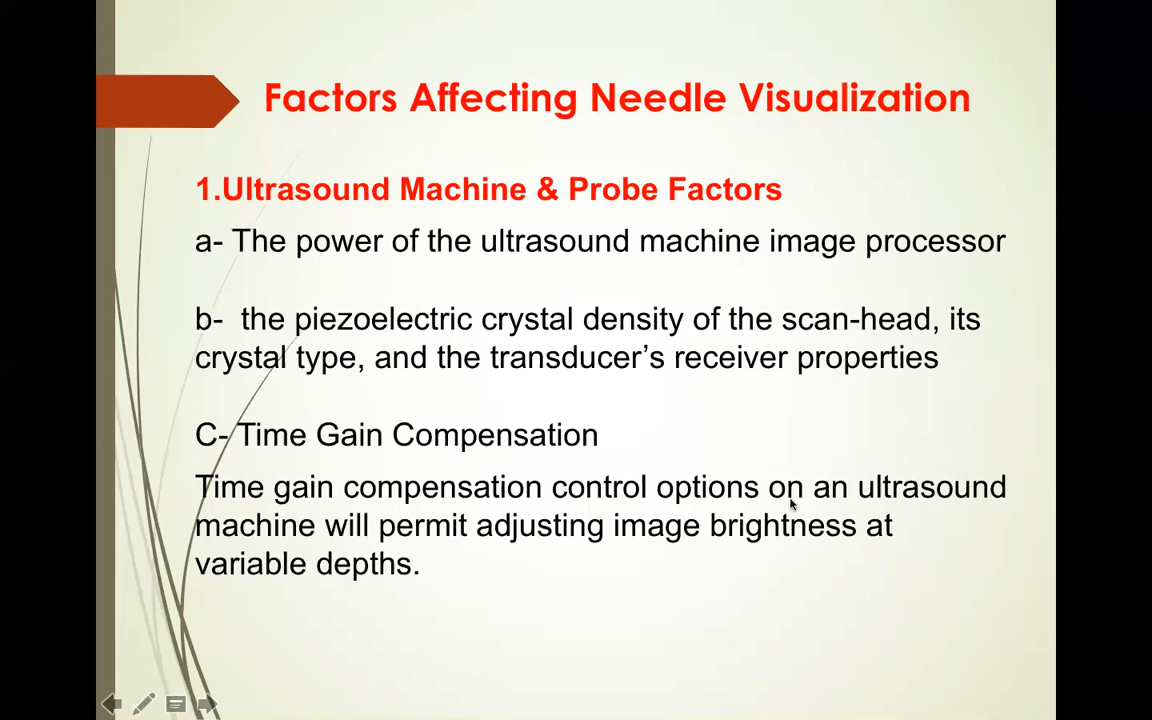 Factors Affecting Needle Visualization
1.Ultrasound Machine & Probe Factors
a- The power of the ultrasound machine image processor
b-  the piezoelectric crystal density of the scan-head, its
crystal type, and the transducer’s receiver properties
C- Time Gain Compensation
Time gain compensation control options on an ultrasound
machine will permit adjusting image brightness at
variable depths.